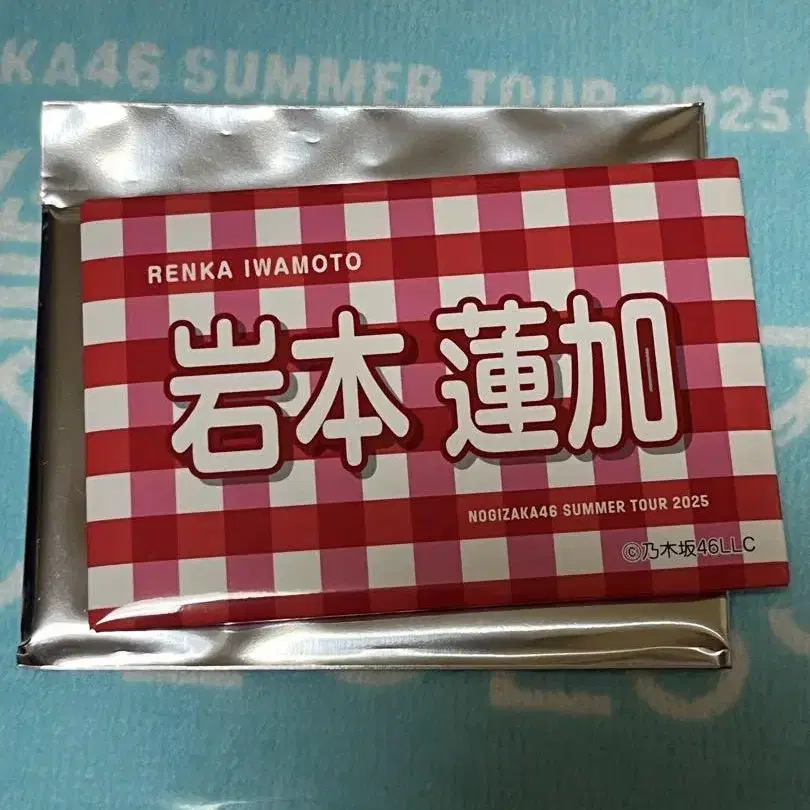 KA46 SUMMER TOUR 2025
RENKA IWAMOTO
岩本 蓮加
NOGIZAKA46 SUMMER TOUR 2025
©乃木坂46LLC